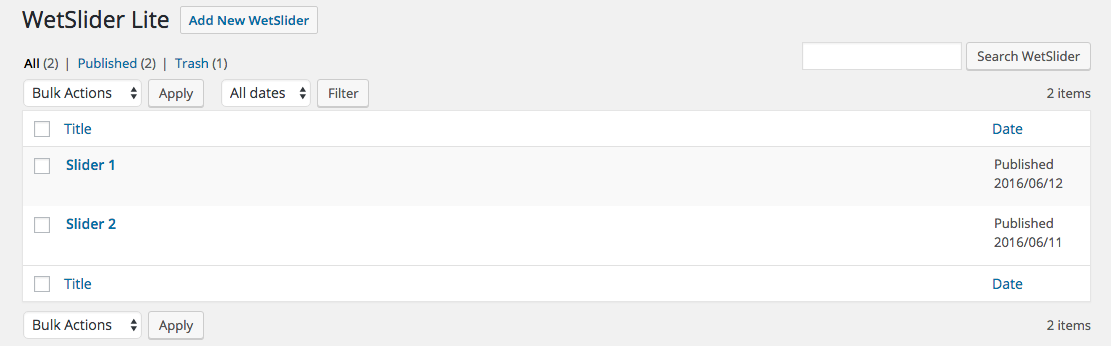 WetSlider Lite Add New WetSlider
All (2) | Published (2) | Trash (1)
Search WetSlider
Bulk Actions Apply All dates Filter 2 items
Title Date
Slider 1 Published
2016/06/12
Slider 2 Published
2016/06/11
Title Date
Bulk Actions Apply 2 items